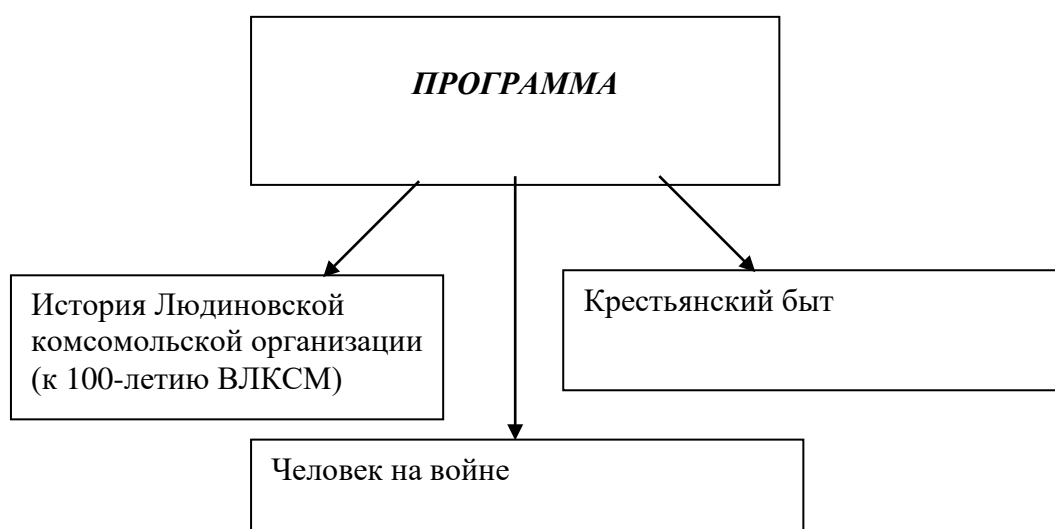 ПРОГРАММА
История Людиновской
комсомольской организации
(к 100-летию ВЛКСМ)
Крестьянский быт
Человек на войне